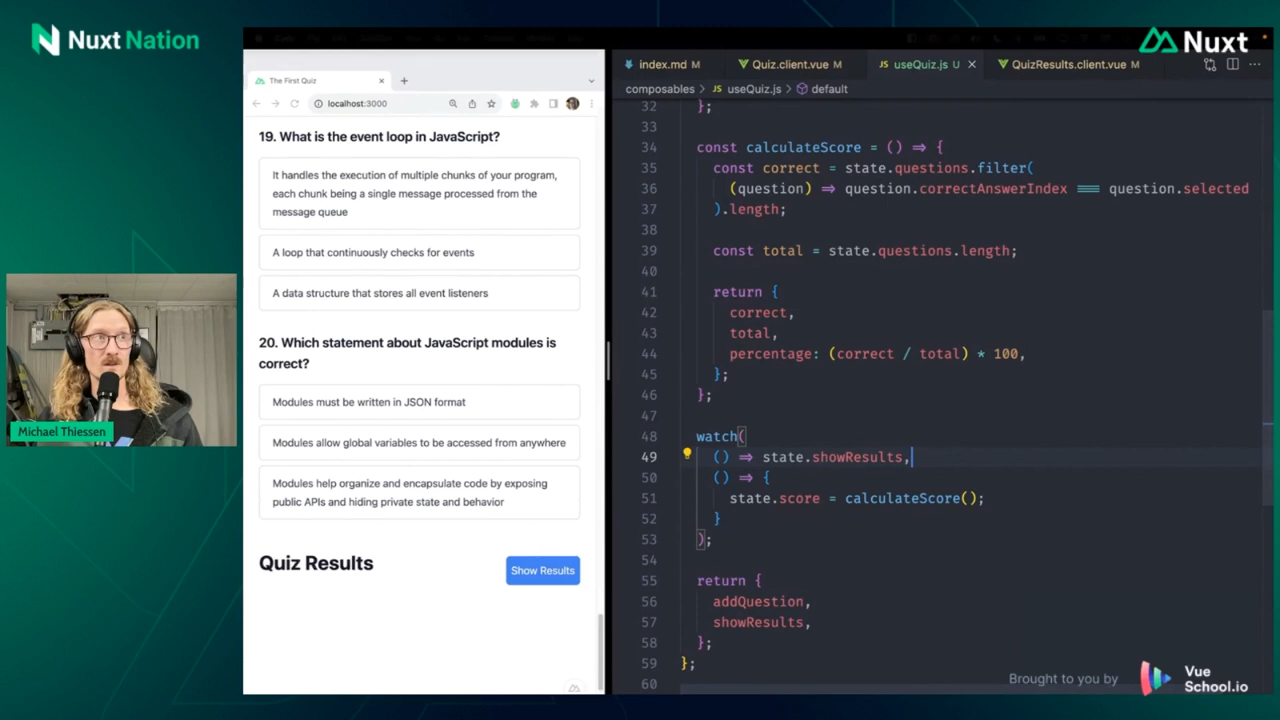 Nuxt Nation
Nuxt
The First Quiz
localhost:3000
19. What is the event loop in JavaScript?
It handles the execution of multiple chunks of your program,
each chunk being a single message processed from the
message queue
A loop that continuously checks for events
A data structure that stores all event listeners
20. Which statement about JavaScript modules is
correct?
Modules must be written in JSON format
Modules allow global variables to be accessed from anywhere
Modules help organize and encapsulate code by exposing
public APIs and hiding private state and behavior
Quiz Results
Show Results
Michael Thiessen
index.md M
Quiz.client.vue M
JS useQuiz.js U
QuizResults.client.vue M
composables > JS useQuiz.js > default
32 };
33
34 const calculateScore = () => {
35 const correct = state.questions.filter(
36 (question) => question.correctAnswerIndex === question.selected
37 ).length;
38
39 const total = state.questions.length;
40
41 return {
42 correct,
43 total,
44 percentage: (correct / total) * 100,
45 };
46 };
47
48 watch(
49 () => state.showResults,
50 () => {
51 state.score = calculateScore();
52 }
53 );
54
55 return {
56 addQuestion,
57 showResults,
58 };
59 };
60
Brought to you by
Vue
School.io